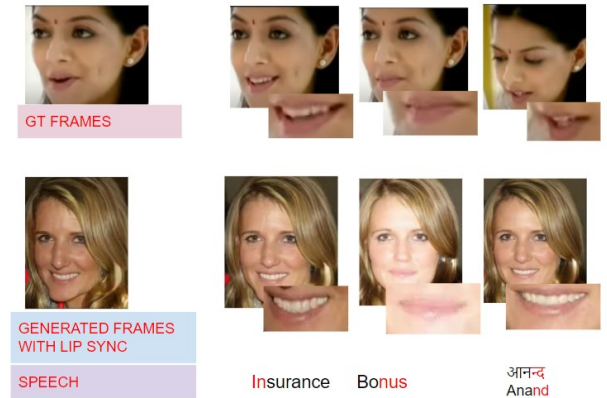 GT FRAMES
GENERATED FRAMES
WITH LIP SYNC
SPEECH
Insurance
Bonus
आनन्द
Anand